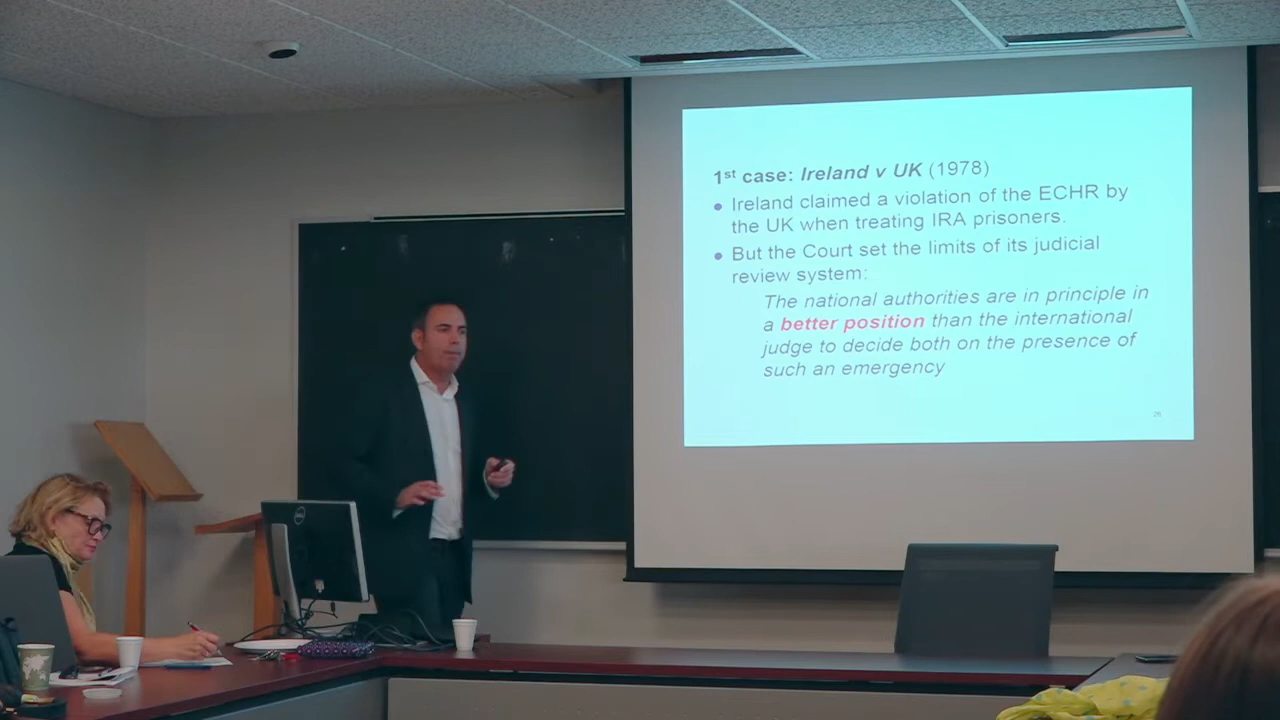 1st case: Ireland v UK (1978)
● Ireland claimed a violation of the ECHR by
the UK when treating IRA prisoners.
● But the Court set the limits of its judicial
review system:
The national authorities are in principle in
a better position than the international
judge to decide both on the presence of
such an emergency
26
DELL